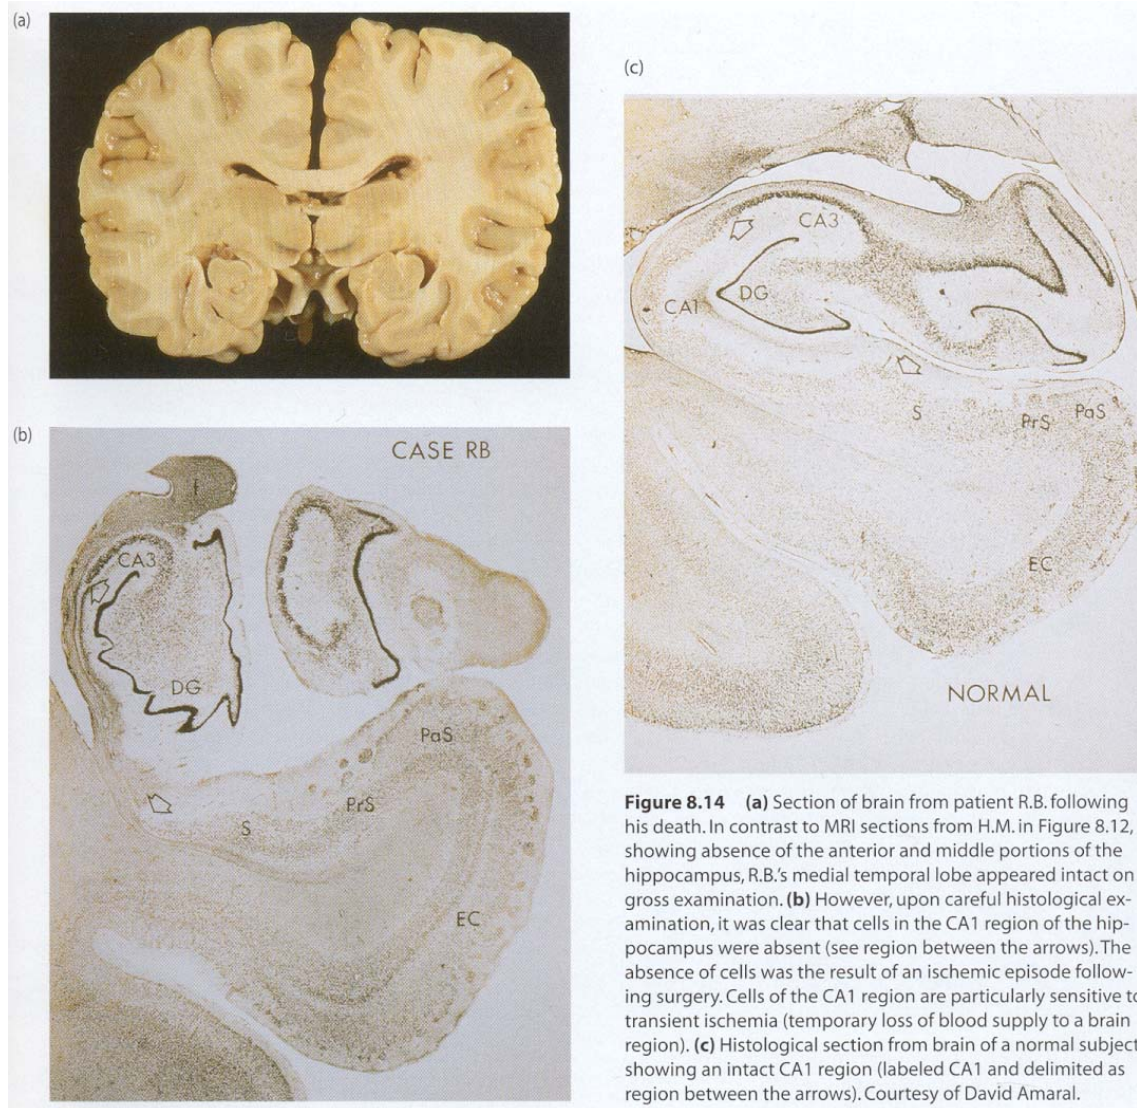 (a)
(b)
CASE RB
f
CA3
DG
PaS
PrS
S
EC
(c)
CA3
DG
CA1
S
PrS
PaS
EC
NORMAL
Figure 8.14 (a) Section of brain from patient R.B. following
his death. In contrast to MRI sections from H.M. in Figure 8.12,
showing absence of the anterior and middle portions of the
hippocampus, R.B.'s medial temporal lobe appeared intact on
gross examination. (b) However, upon careful histological ex-
amination, it was clear that cells in the CA1 region of the hip-
pocampus were absent (see region between the arrows). The
absence of cells was the result of an ischemic episode follow-
ing surgery. Cells of the CA1 region are particularly sensitive to
transient ischemia (temporary loss of blood supply to a brain
region). (c) Histological section from brain of a normal subject
showing an intact CA1 region (labeled CA1 and delimited as
region between the arrows). Courtesy of David Amaral.